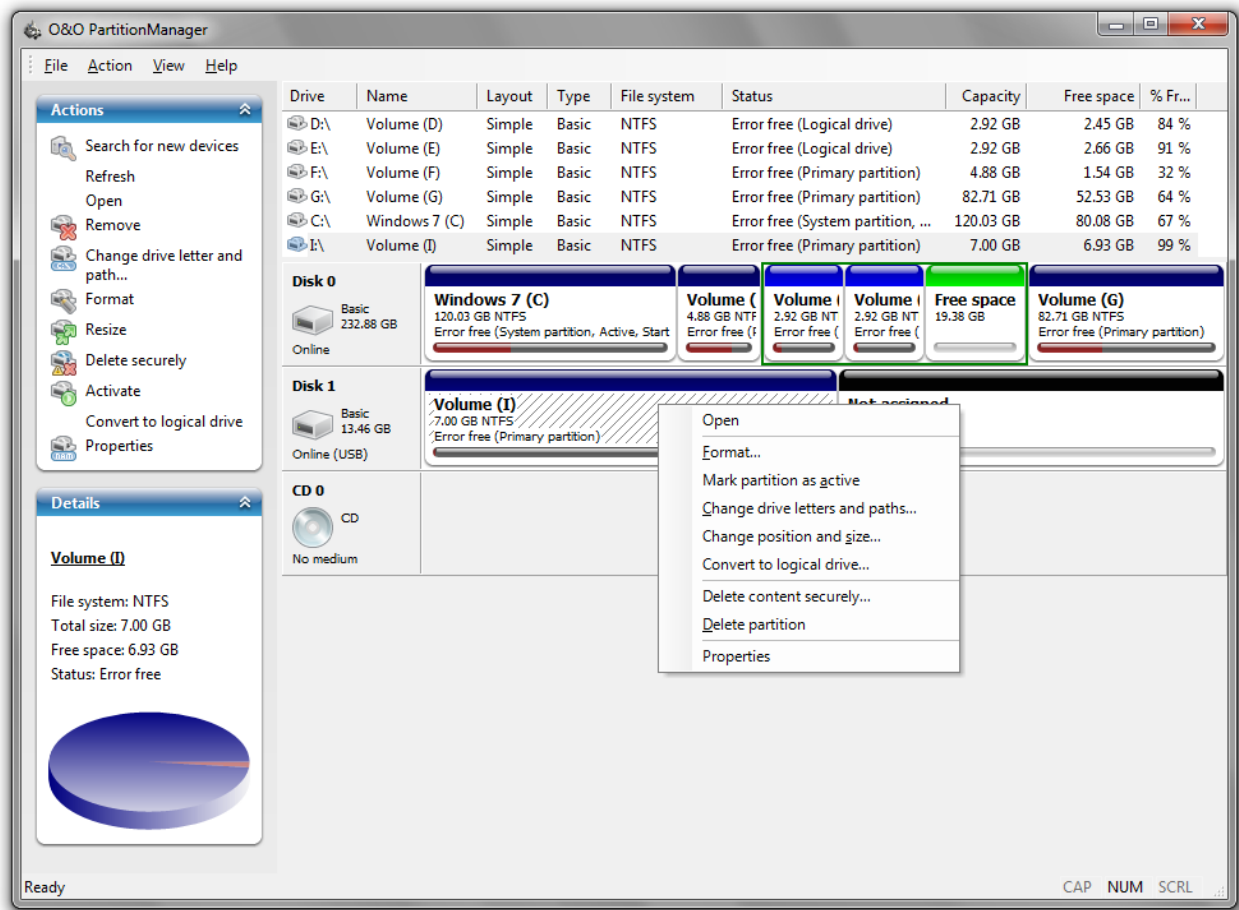 O&O PartitionManager
File Action View Help
Actions
Search for new devices
Refresh
Open
Remove
Change drive letter and
path...
Format
Resize
Delete securely
Activate
Convert to logical drive
Properties
Details
Volume (I)
File system: NTFS
Total size: 7.00 GB
Free space: 6.93 GB
Status: Error free
Drive Name Layout Type File system Status Capacity Free space % Fr...
D:\ Volume (D) Simple Basic NTFS Error free (Logical drive) 2.92 GB 2.45 GB 84 %
E:\ Volume (E) Simple Basic NTFS Error free (Logical drive) 2.92 GB 2.66 GB 91 %
F:\ Volume (F) Simple Basic NTFS Error free (Primary partition) 4.88 GB 1.54 GB 32 %
G:\ Volume (G) Simple Basic NTFS Error free (Primary partition) 82.71 GB 52.53 GB 64 %
C:\ Windows 7 (C) Simple Basic NTFS Error free (System partition, ... 120.03 GB 80.08 GB 67 %
I:\ Volume (I) Simple Basic NTFS Error free (Primary partition) 7.00 GB 6.93 GB 99 %
Disk 0
Basic
232.88 GB
Online
Windows 7 (C)
120.03 GB NTFS
Error free (System partition, Active, Start
Volume (
4.88 GB NTF
Error free (F
Volume (
2.92 GB NT
Error free (
Volume (
2.92 GB NT
Error free (
Free space
19.38 GB
Volume (G)
82.71 GB NTFS
Error free (Primary partition)
Disk 1
Basic
13.46 GB
Online (USB)
Volume (I)
7.00 GB NTFS
Error free (Primary partition)
Not assigned
CD 0
CD
No medium
Open
Format...
Mark partition as active
Change drive letters and paths...
Change position and size...
Convert to logical drive...
Delete content securely...
Delete partition
Properties
Ready
CAP NUM SCRL